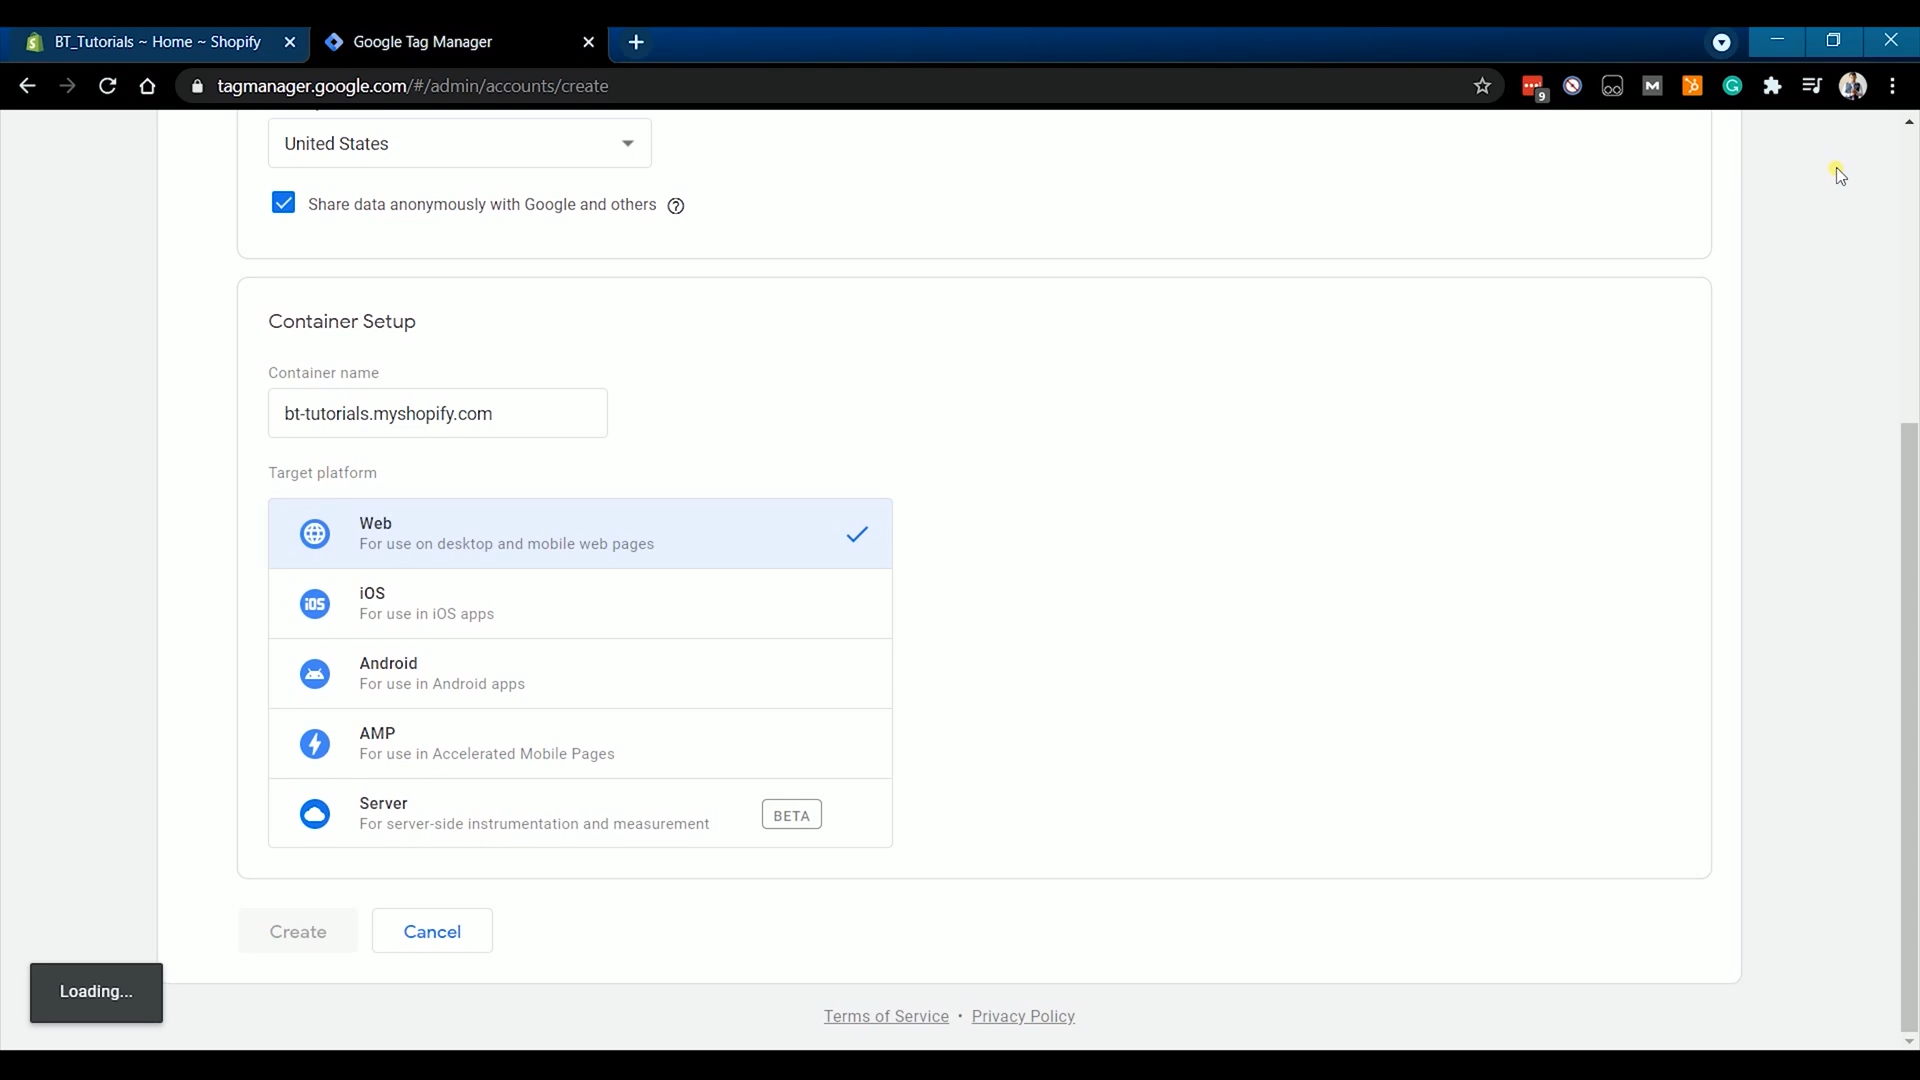 BT_Tutorials ~ Home ~ Shopify
Google Tag Manager
tagmanager.google.com/#/admin/accounts/create
9
M
G
United States
Share data anonymously with Google and others
Container Setup
Container name
bt-tutorials.myshopify.com
Target platform
Web
For use on desktop and mobile web pages
iOS
iOS
For use in iOS apps
Android
For use in Android apps
AMP
For use in Accelerated Mobile Pages
Server
For server-side instrumentation and measurement
BETA
Create
Cancel
Loading...
Terms of Service • Privacy Policy